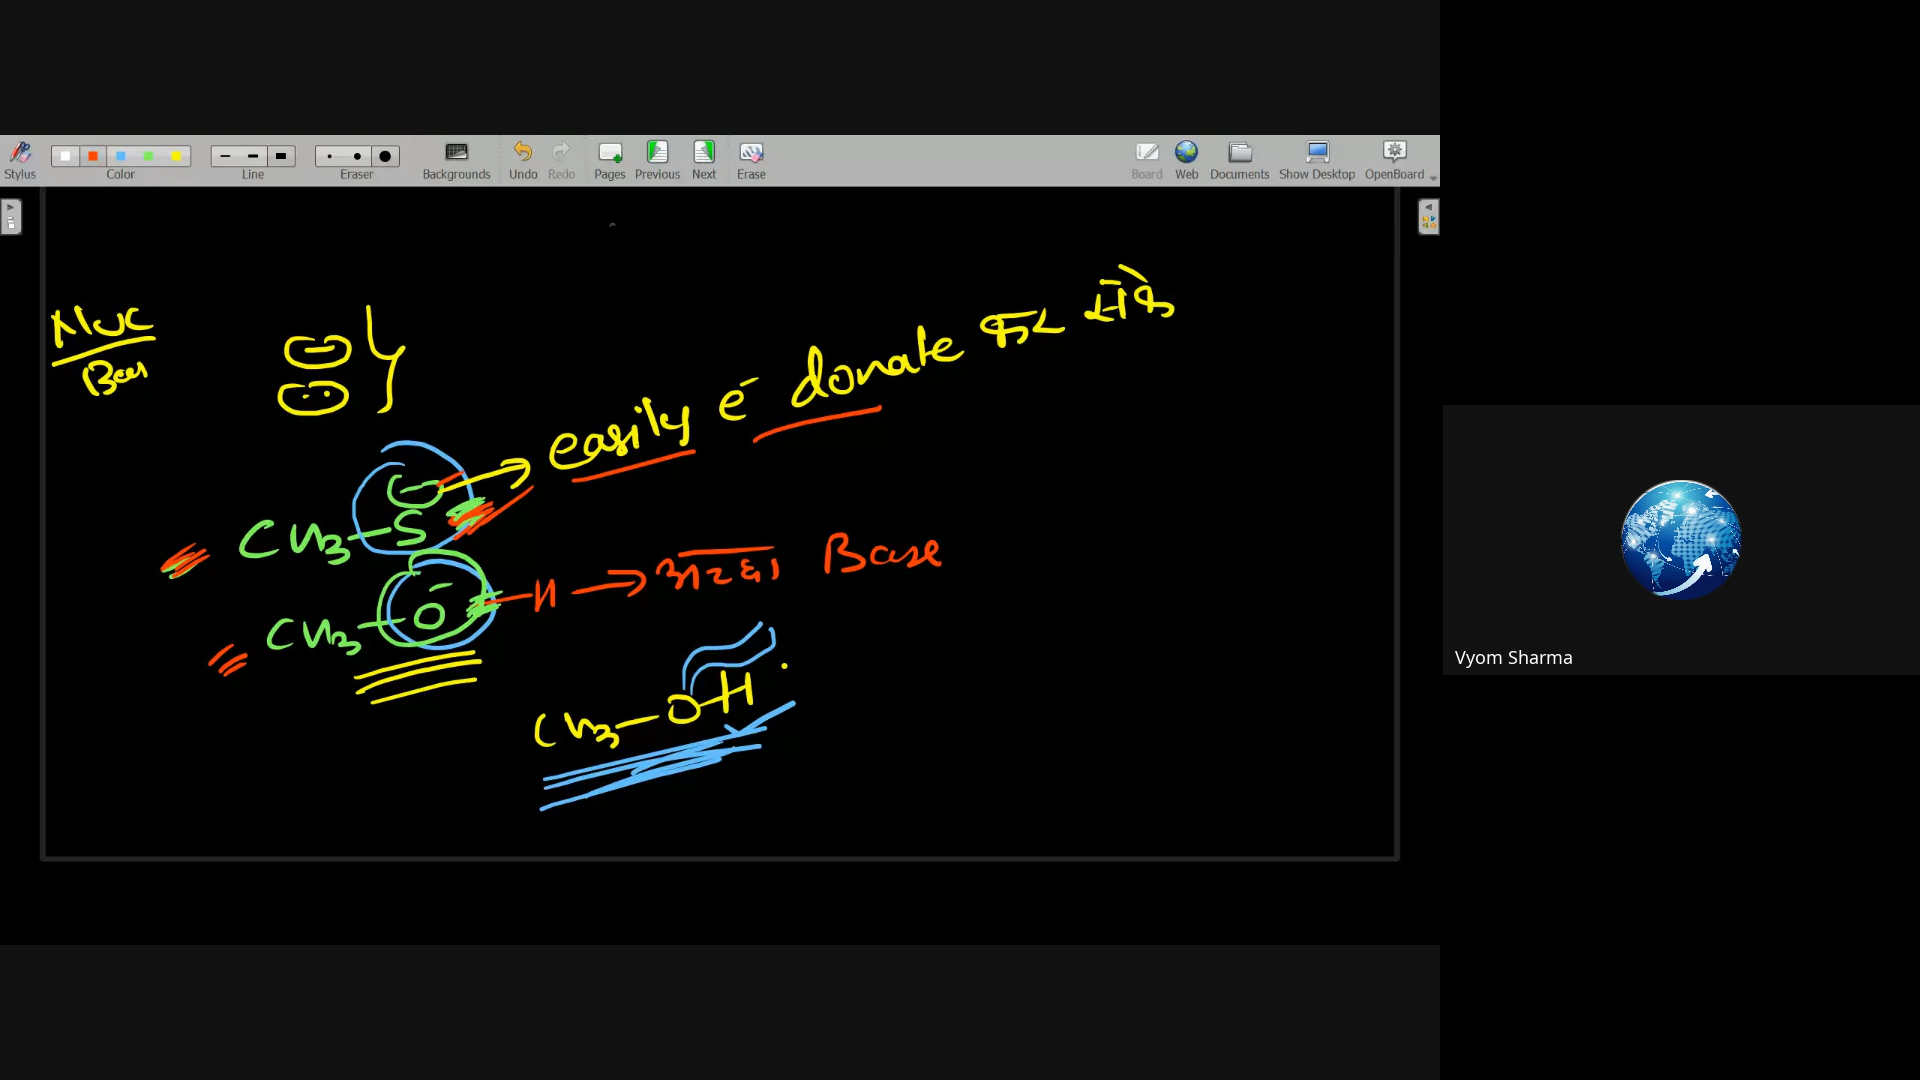 Stylus
Color
Line
Eraser
Backgrounds
Undo
Redo
Pages
Previous
Next
Erase
Board
Web
Documents
Show Desktop
OpenBoard
Nuc
Bas
easily e⁻ donate कर सके
CH3-S⊖
CH3-O⁻-H → अच्छा Base
CH3-OH
Vyom Sharma